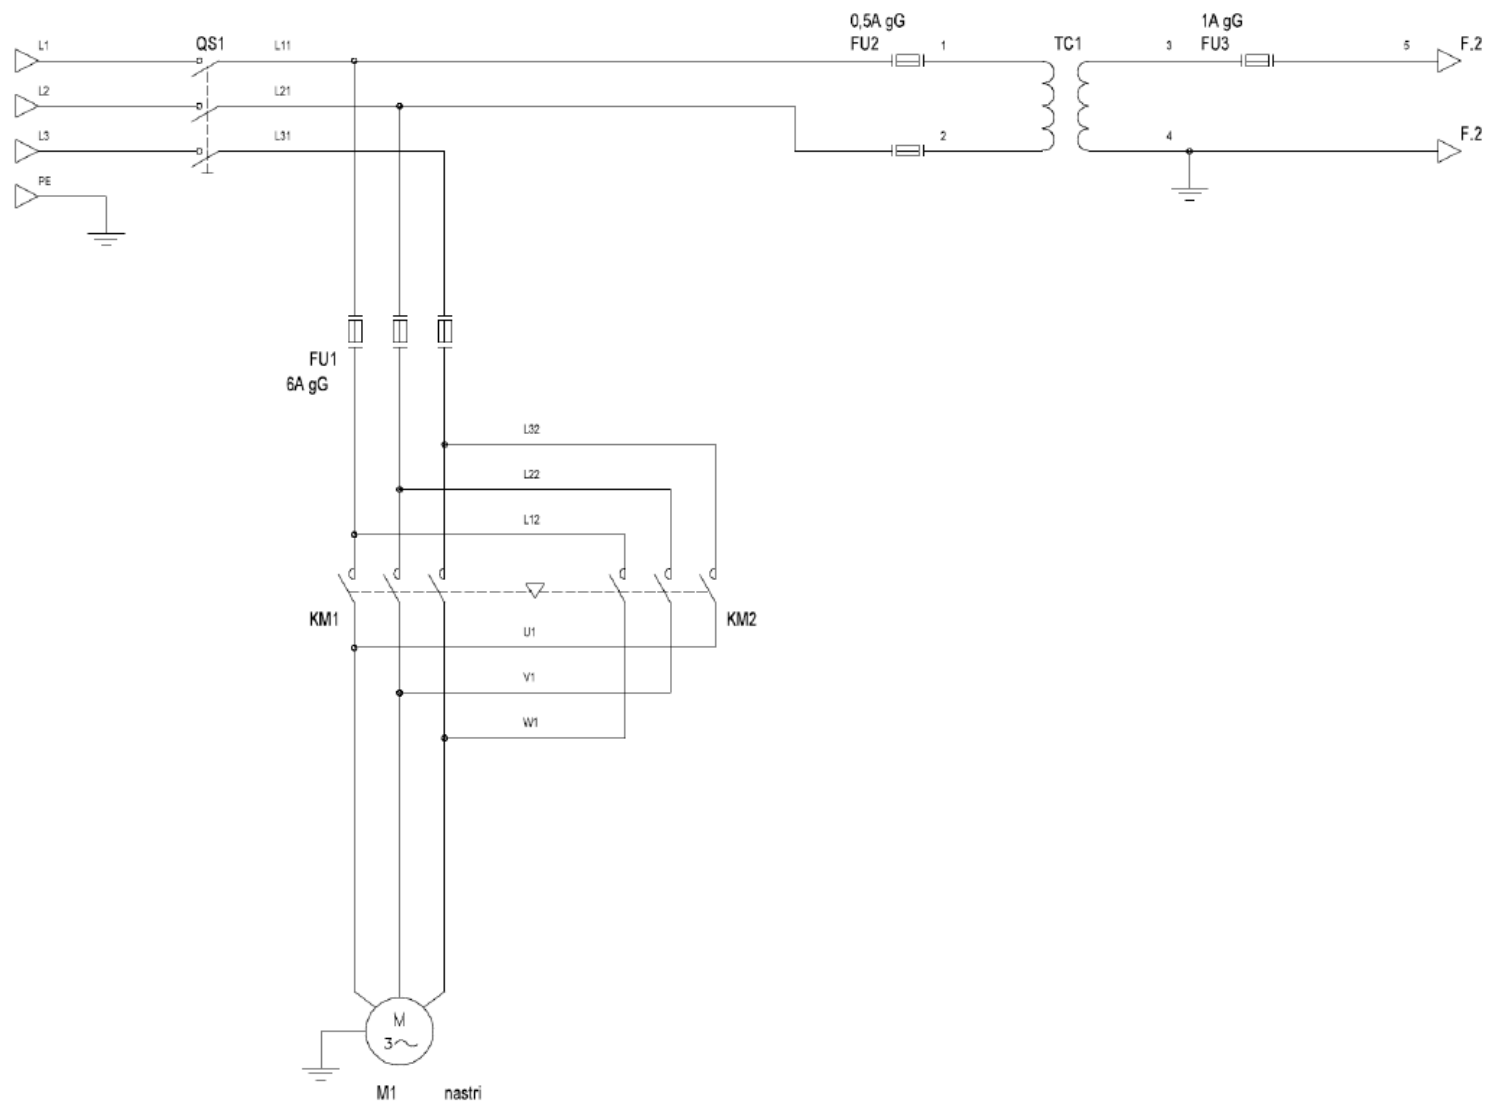 0,5A gG
1A gG
L1
QS1
L11
FU2
1
TC1
3
FU3
5
F.2
L2
L21
L3
L31
2
4
F.2
PE
FU1
6A gG
L32
L22
L12
KM1
KM2
U1
V1
W1
M
3~
M1 nastri